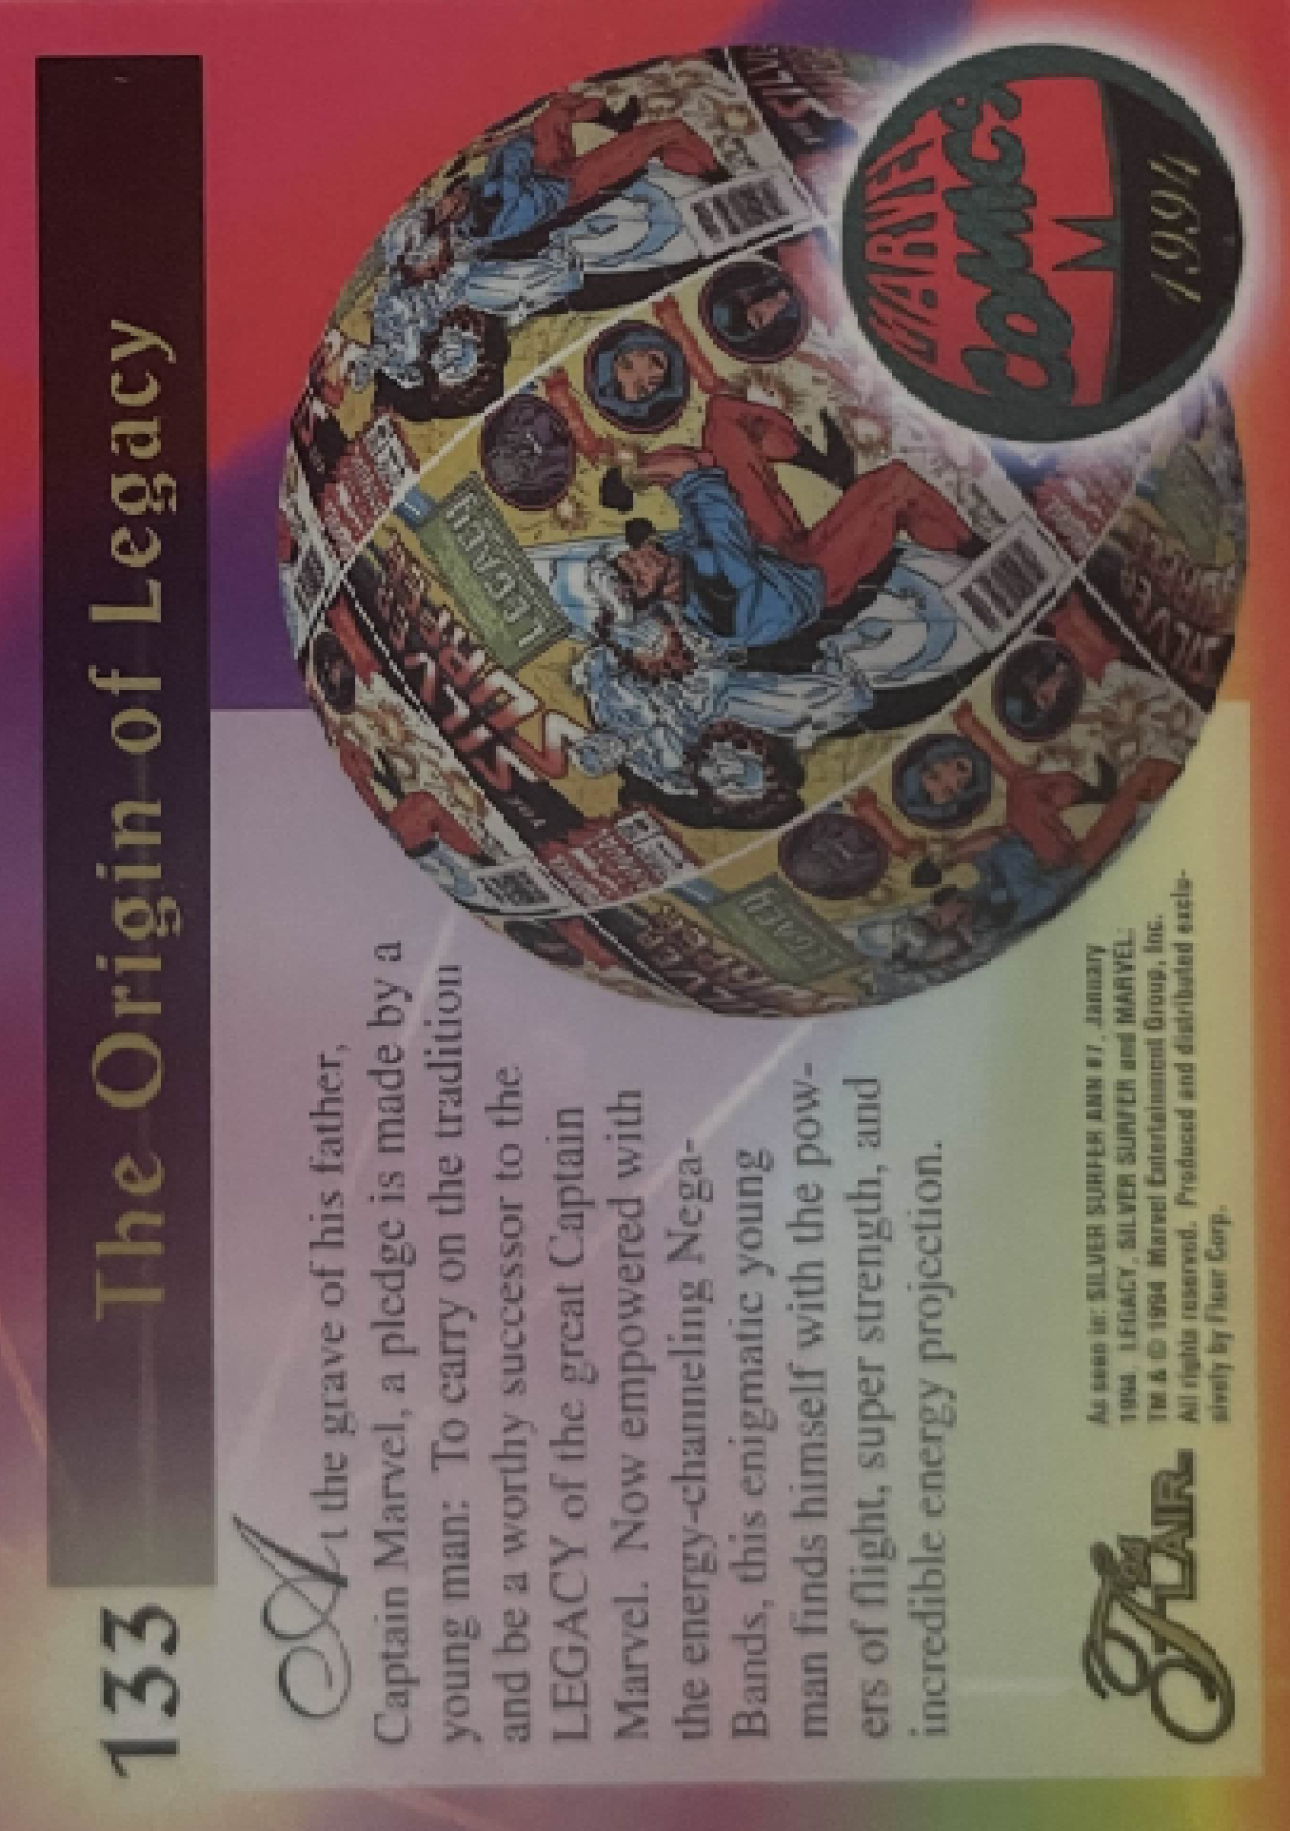 133
The Origin of Legacy
At the grave of his father,
Captain Marvel, a pledge is made by a
young man:  To carry on the tradition
and be a worthy successor to the
LEGACY of the great Captain
Marvel.  Now empowered with
the energy-channeling Nega-
Bands, this enigmatic young
man finds himself with the pow-
ers of flight, super strength, and
incredible energy projection.
THE
SILVER
SURFER
LEGACY
MARVEL
COMICS
M
1994
'94
FLAIR
As seen in: SILVER SURFER ANN #7, January
1994. LEGACY, SILVER SURFER and MARVEL:
TM & © 1994 Marvel Entertainment Group, Inc.
All rights reserved. Produced and distributed exclu-
sively by Fleer Corp.